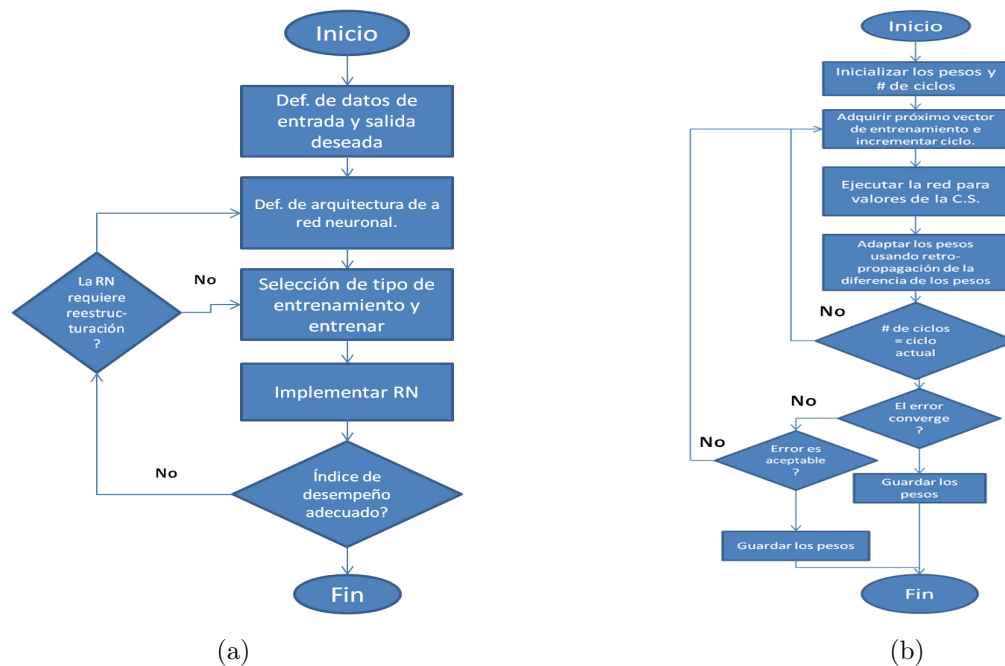 Inicio
Def. de datos de
entrada y salida
deseada
Def. de arquitectura de a
red neuronal.
La RN
requiere
reestruc-
turación
?
No
Selección de tipo de
entrenamiento y
entrenar
Implementar RN
No
Índice de
desempeño
adecuado?
Fin
(a)
Inicio
Inicializar los pesos y
# de ciclos
Adquirir próximo vector
de entrenamiento e
incrementar ciclo.
Ejecutar la red para
valores de la C.S.
Adaptar los pesos
usando retro-
propagación de la
diferencia de los pesos
No
# de ciclos
= ciclo
actual
No
El error
converge
?
No
Error es
aceptable
?
Guardar los
pesos
Guardar los pesos
Fin
(b)